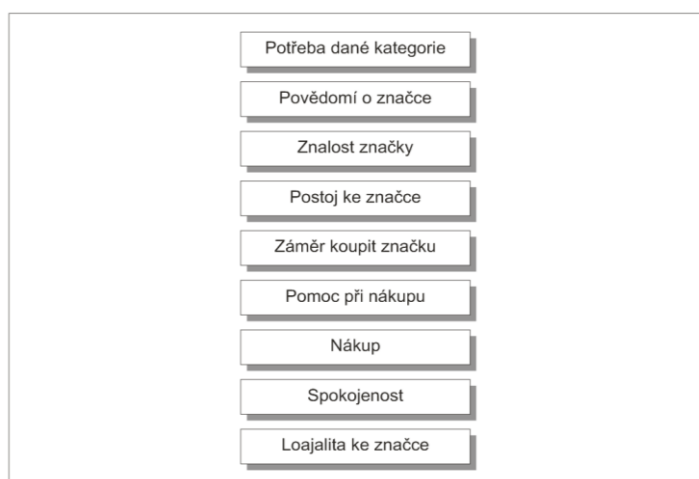 Potřeba dané kategorie
Povědomí o značce
Znalost značky
Postoj ke značce
Záměr koupit značku
Pomoc při nákupu
Nákup
Spokojenost
Loajalita ke značce